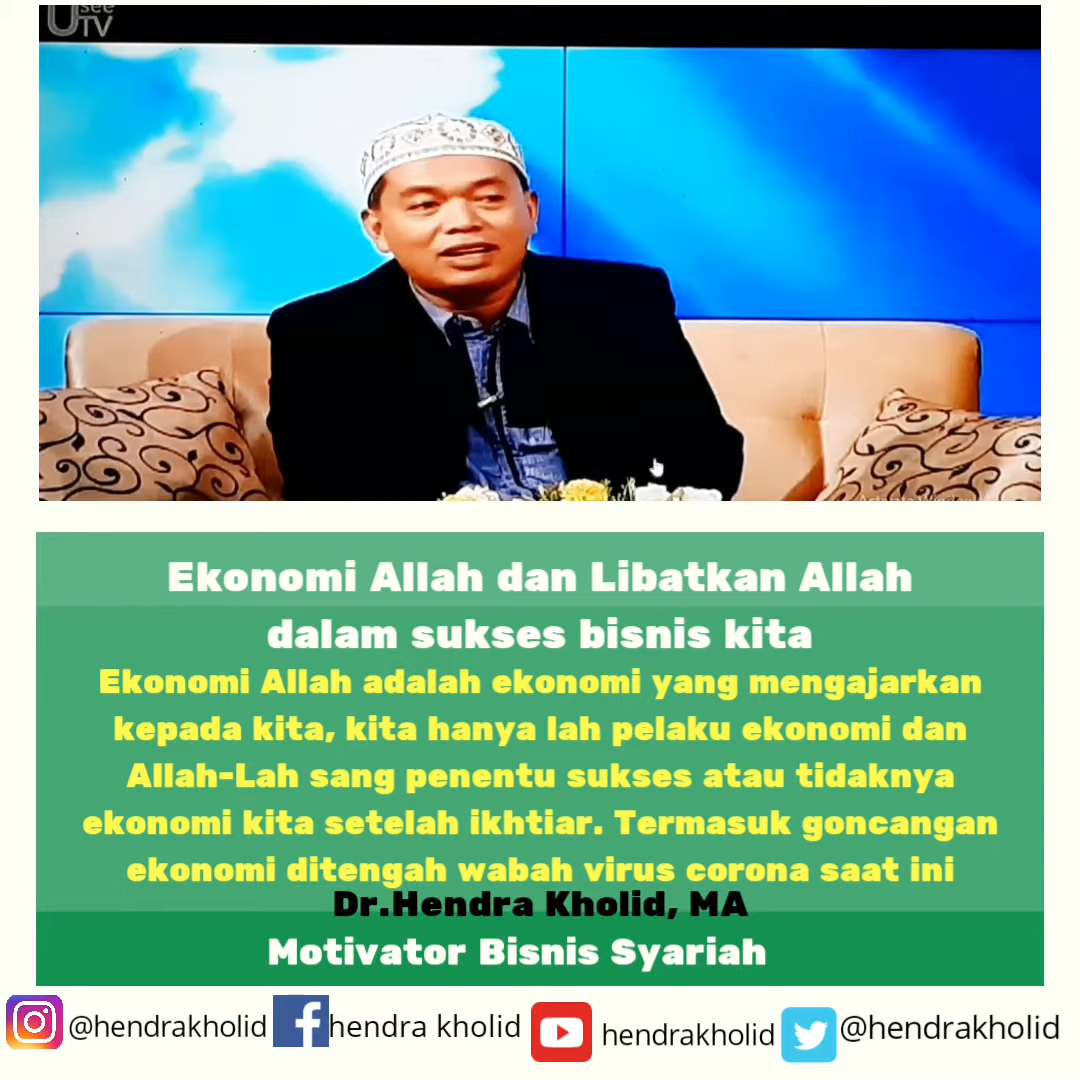 Usee
TV
Ekonomi Allah dan Libatkan Allah
dalam sukses bisnis kita
Ekonomi Allah adalah ekonomi yang mengajarkan
kepada kita, kita hanya lah pelaku ekonomi dan
Allah-Lah sang penentu sukses atau tidaknya
ekonomi kita setelah ikhtiar. Termasuk goncangan
ekonomi ditengah wabah virus corona saat ini
Dr.Hendra Kholid, MA
Motivator Bisnis Syariah
@hendrakholid hendra kholid hendrakholid @hendrakholid